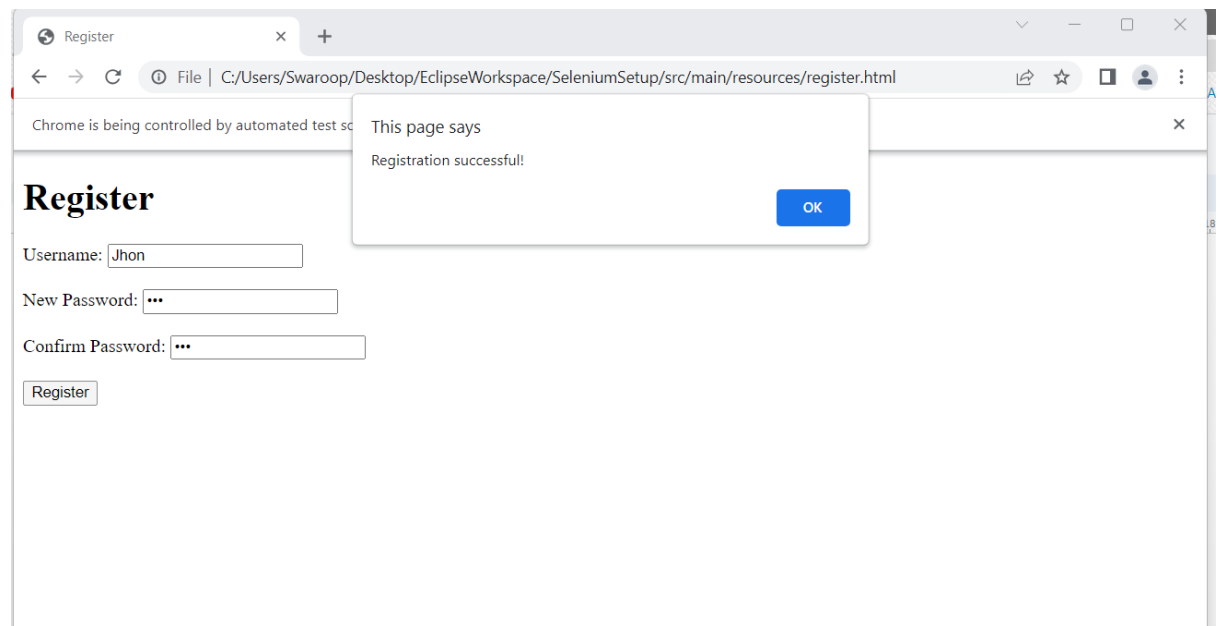 Register
File | C:/Users/Swaroop/Desktop/EclipseWorkspace/SeleniumSetup/src/main/resources/register.html
Chrome is being controlled by automated test
This page says
Registration successful!
OK
Register
Username: Jhon
New Password: •••
Confirm Password: •••
Register